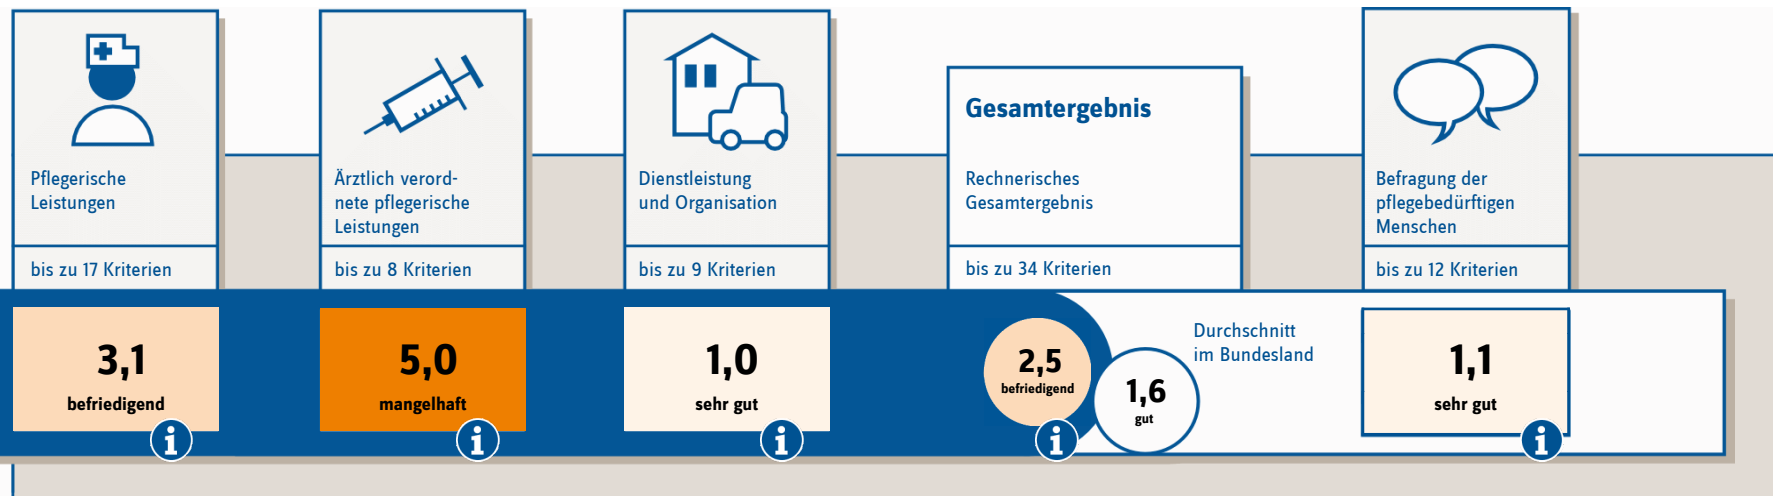 Pflegerische
Leistungen
bis zu 17 Kriterien
3,1
befriedigend
i
Ärztlich verord-
nete pflegerische
Leistungen
bis zu 8 Kriterien
5,0
mangelhaft
i
Dienstleistung
und Organisation
bis zu 9 Kriterien
1,0
sehr gut
i
Gesamtergebnis
Rechnerisches
Gesamtergebnis
bis zu 34 Kriterien
2,5
befriedigend
i
Durchschnitt
im Bundesland
1,6
gut
Befragung der
pflegebedürftigen
Menschen
bis zu 12 Kriterien
1,1
sehr gut
i